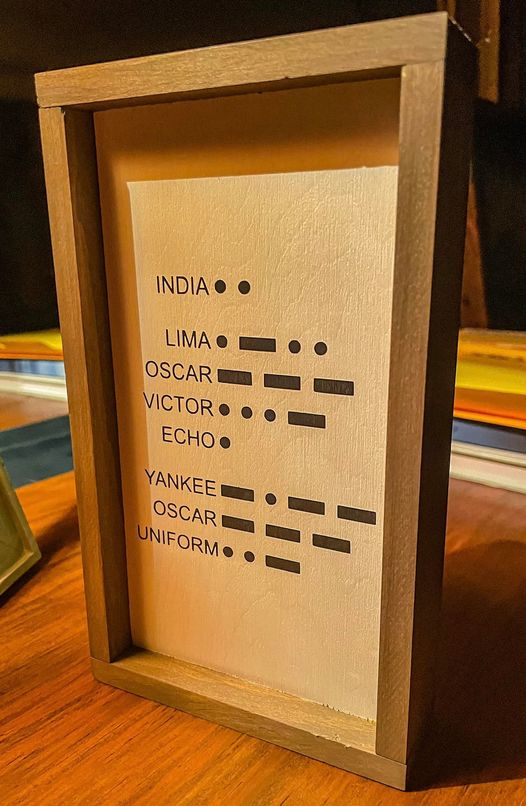 INDIA ● ●
LIMA ● ▬ ● ●
OSCAR ▬ ▬ ▬
VICTOR ● ● ● ▬
ECHO ●
YANKEE ▬ ● ▬ ▬
OSCAR ▬ ▬ ▬
UNIFORM ● ● ▬